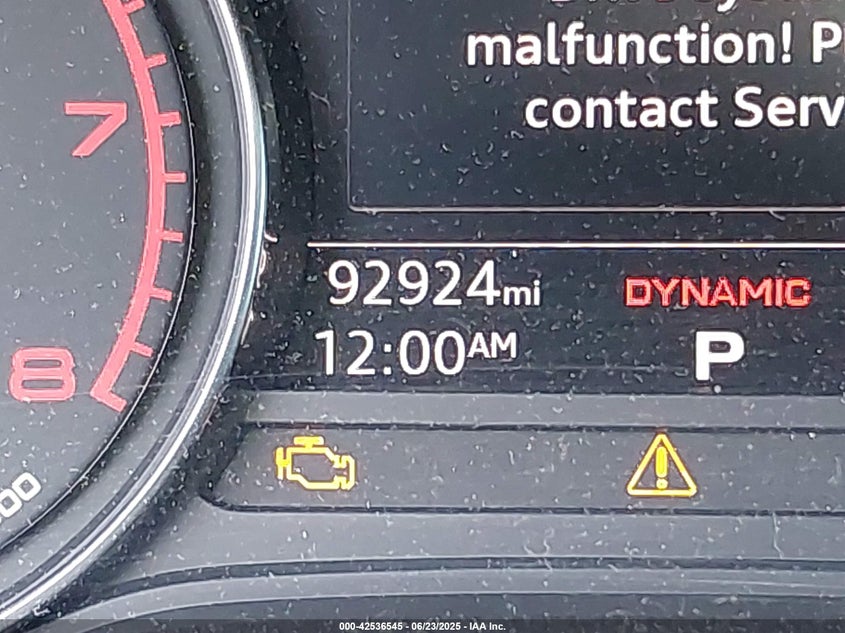 malfunction!
contact
7
92924mi
DYNAMIC
12:00AM
P
8
000-42536545 - 06/23/2025 - IAA Inc.